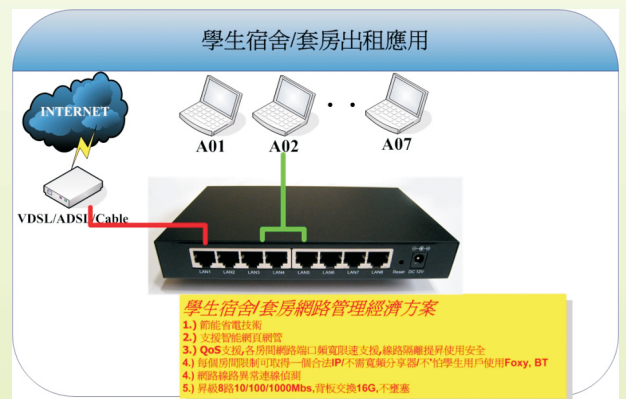 學生宿舍/套房出租應用
INTERNET
A01
A02
A07
VDSL/ADSL/Cable
LAN1 LAN2 LAN3 LAN4 LAN5 LAN6 LAN7 LAN8 Reset DC 12V
學生宿舍/套房網路管理經濟方案
1.) 節能省電技術
2.) 支援智能網頁網管
3.) QoS支援,各房間網路端口頻寬限速支援,線路隔離提昇使用安全
4.) 每個房間限制可取得一個合法IP/不需寬頻分享器/不怕學生用戶使用Foxy, BT
4.) 網路線路異常連線偵測
5.) 昇級8路10/100/1000Mbs,背板交換16G,不壅塞